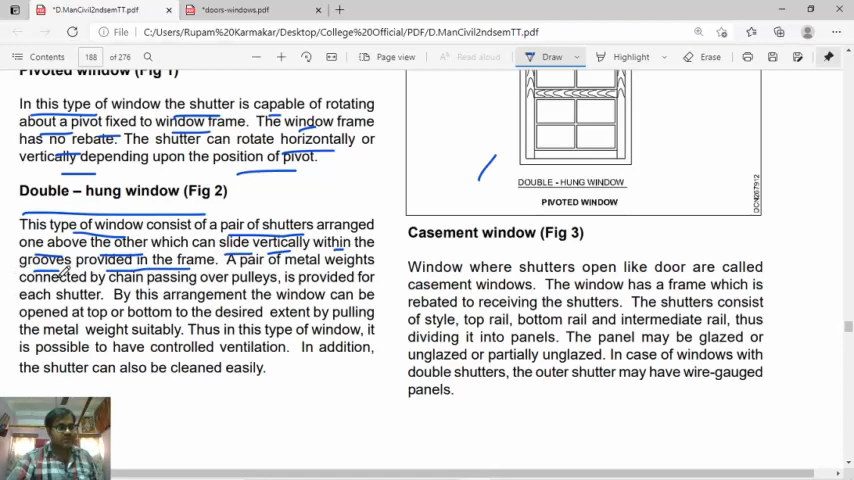 *D.ManCivil2ndsemTT.pdf
*doors-windows.pdf
File
C:/Users/Rupam%20Karmakar/Desktop/College%20Official/PDF/D.ManCivil2ndsemTT.pdf
Contents
188
of 276
Page view
Read aloud
Draw
Highlight
Erase
Pivoted window (Fig 1)
In this type of window the shutter is capable of rotating
about a pivot fixed to window frame. The window frame
has no rebate. The shutter can rotate horizontally or
vertically depending upon the position of pivot.
Double – hung window (Fig 2)
This type of window consist of a pair of shutters arranged
one above the other which can slide vertically within the
grooves provided in the frame. A pair of metal weights
connected by chain passing over pulleys, is provided for
each shutter. By this arrangement the window can be
opened at top or bottom to the desired extent by pulling
the metal weight suitably. Thus in this type of window, it
is possible to have controlled ventilation. In addition,
the shutter can also be cleaned easily.
DOUBLE - HUNG WINDOW
PIVOTED WINDOW
DCN267912
Casement window (Fig 3)
Window where shutters open like door are called
casement windows. The window has a frame which is
rebated to receiving the shutters. The shutters consist
of style, top rail, bottom rail and intermediate rail, thus
dividing it into panels. The panel may be glazed or
unglazed or partially unglazed. In case of windows with
double shutters, the outer shutter may have wire-gauged
panels.